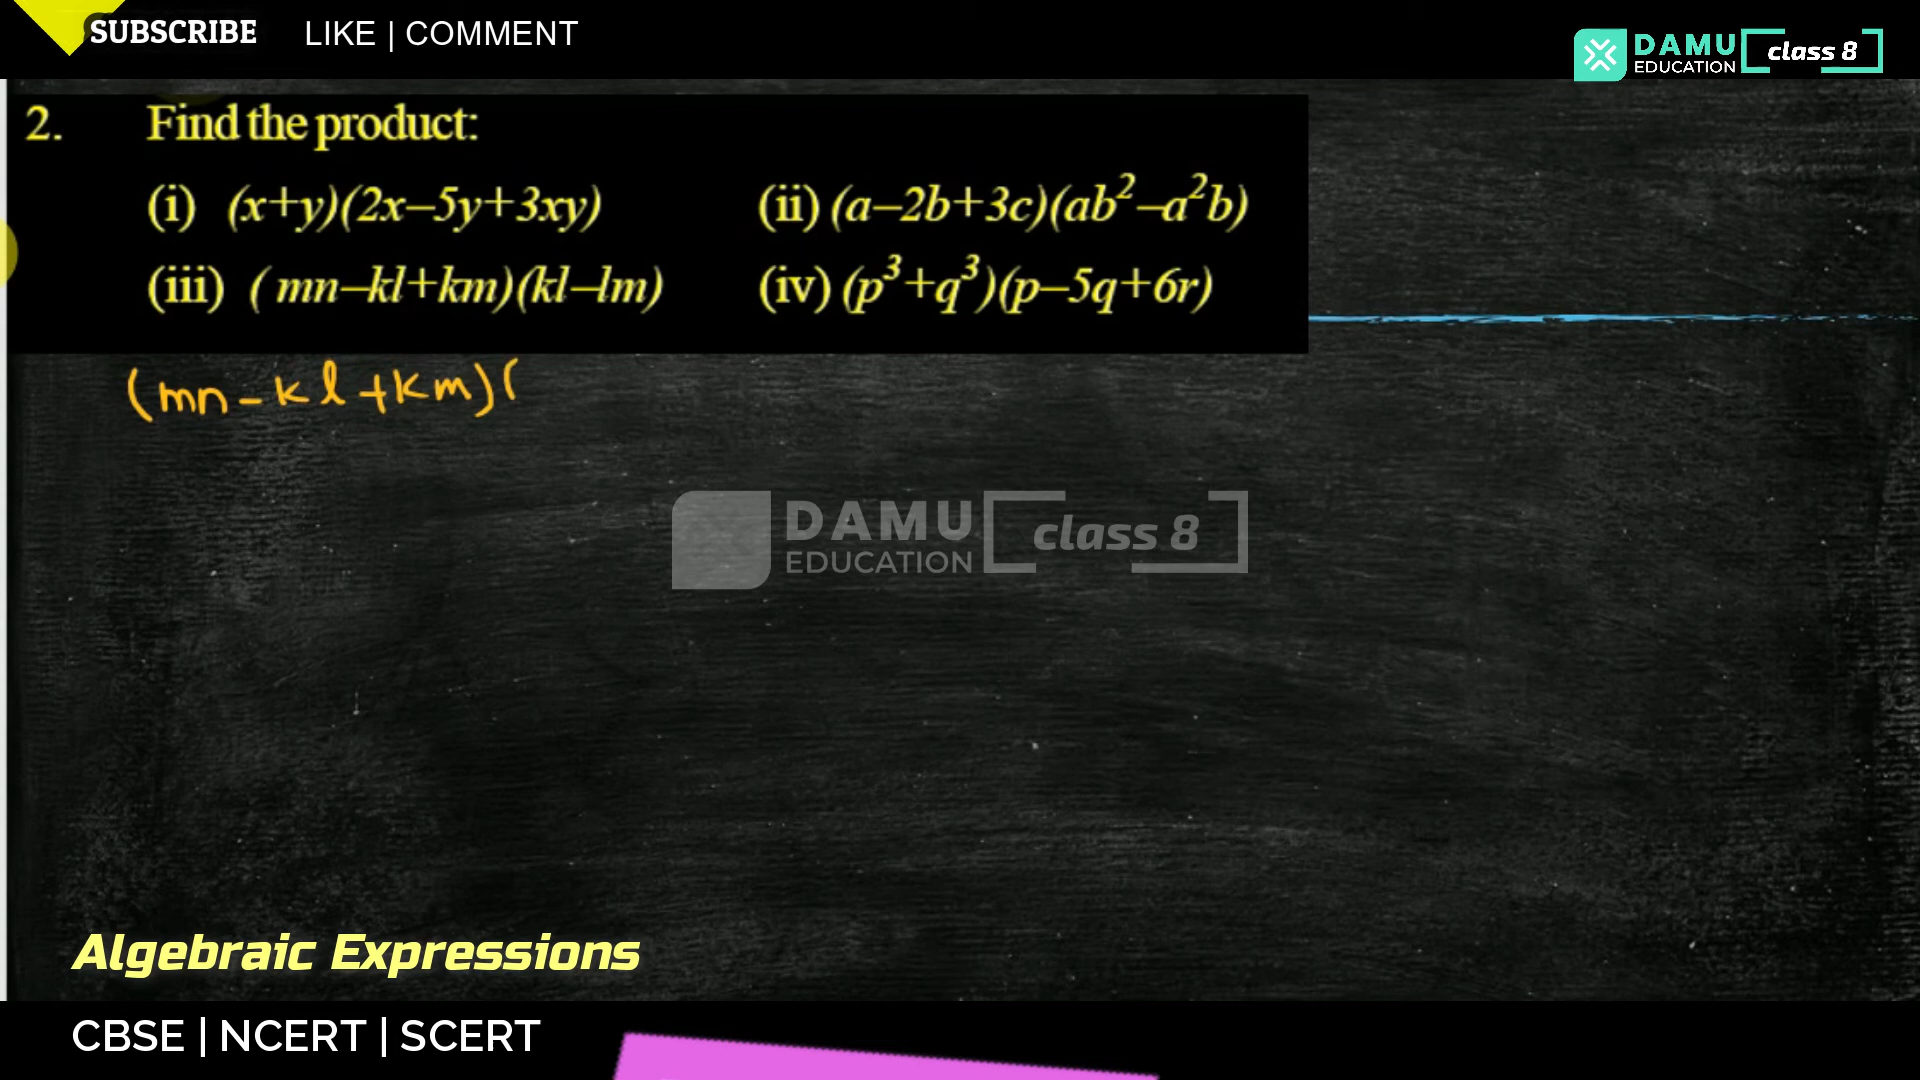 SUBSCRIBE LIKE | COMMENT
DAMU EDUCATION class 8
2. Find the product:
(i) (x+y)(2x–5y+3xy) (ii) (a–2b+3c)(ab²–a²b)
(iii) ( mn–kl+km)(kl–lm) (iv) (p³+q³)(p–5q+6r)
(mn-kl+km)(
DAMU EDUCATION class 8
Algebraic Expressions
CBSE | NCERT | SCERT